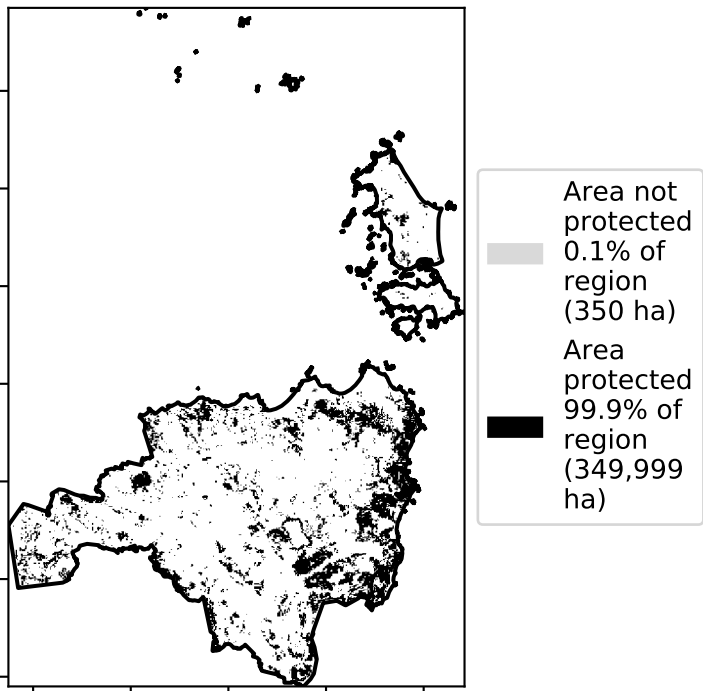 Area not
protected
0.1% of
region
(350 ha)
Area
protected
99.9% of
region
(349,999
ha)